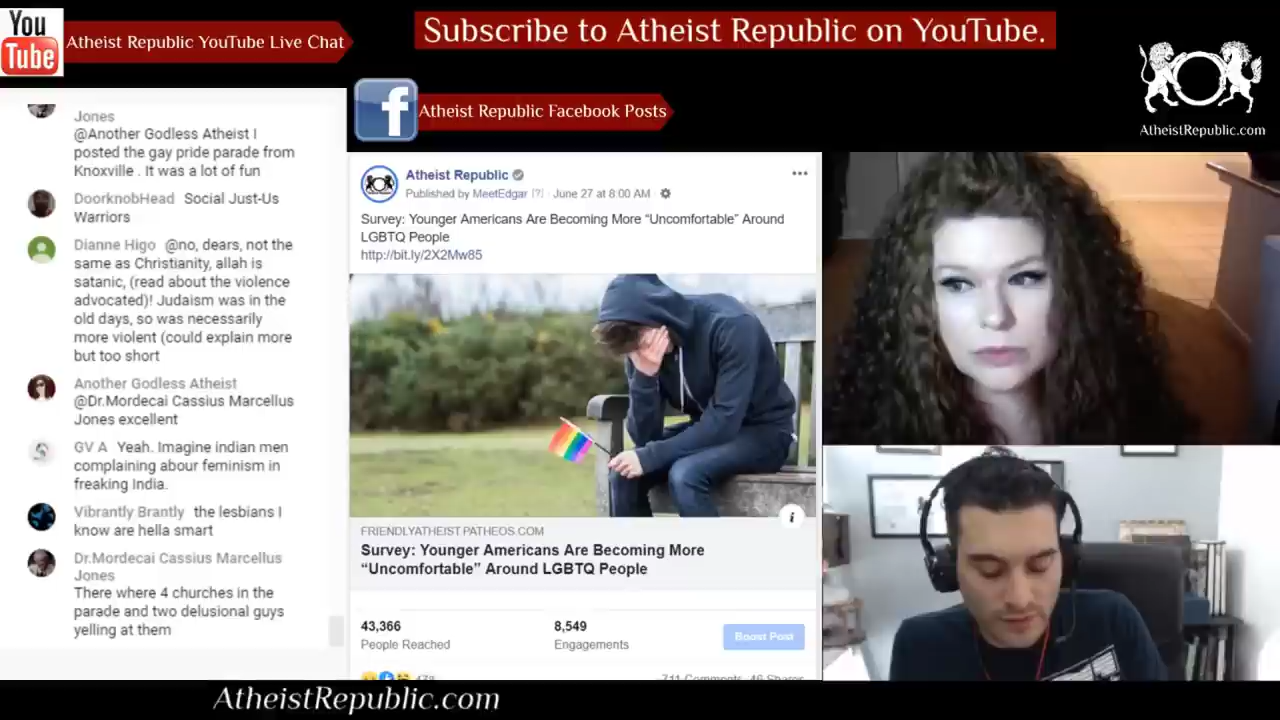 You
Tube
Atheist Republic YouTube Live Chat
Subscribe to Atheist Republic on YouTube.
AtheistRepublic.com
f
Atheist Republic Facebook Posts
Jones
@Another Godless Atheist I
posted the gay pride parade from
Knoxville . It was a lot of fun
DoorknobHead Social Just-Us
Warriors
Dianne Higo @no, dears, not the
same as Christianity, allah is
satanic, (read about the violence
advocated)! Judaism was in the
old days, so was necessarily
more violent (could explain more
but too short
Another Godless Atheist
@Dr.Mordecai Cassius Marcellus
Jones excellent
GV A Yeah. Imagine indian men
complaining abour feminism in
freaking India.
Vibrantly Brantly the lesbians I
know are hella smart
Dr.Mordecai Cassius Marcellus
Jones
There where 4 churches in the
parade and two delusional guys
yelling at them
Atheist Republic
Published by MeetEdgar [?] · June 27 at 8:00 AM ·
Survey: Younger Americans Are Becoming More “Uncomfortable” Around
LGBTQ People
http://bit.ly/2X2Mw85
i
FRIENDLYATHEIST.PATHEOS.COM
Survey: Younger Americans Are Becoming More
“Uncomfortable” Around LGBTQ People
43,366
People Reached
8,549
Engagements
Boost Post
711 Comments 46 Shares
AtheistRepublic.com